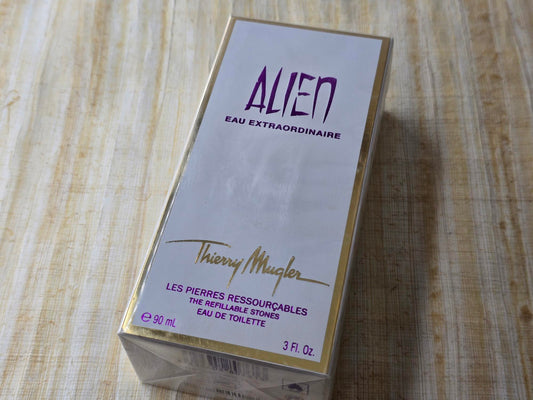 ALIEN
EAU EXTRAORDINAIRE
Thierry Mugler
LES PIERRES RESSOURÇABLES
THE REFILLABLE STONES
EAU DE TOILETTE
℮ 90 mL
3 Fl. Oz.